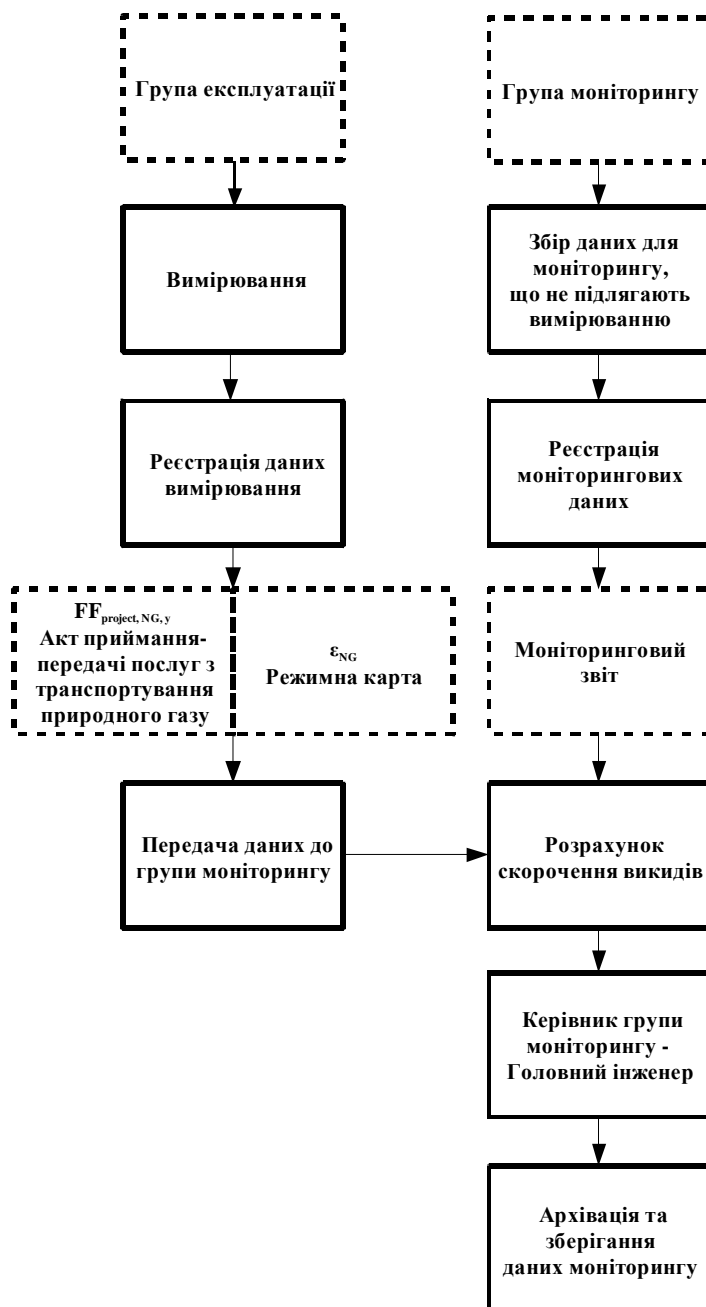 Група експлуатації
Група моніторингу
Вимірювання
Збір даних для
моніторингу,
що не підлягають
вимірюванню
Реєстрація даних
вимірювання
Реєстрація
моніторингових
даних
FFproject, NG, y
Акт приймання-
передачі послуг з
транспортування
природного газу
εNG
Режимна карта
Моніторинговий
звіт
Передача даних до
групи моніторингу
Розрахунок
скорочення викидів
Керівник групи
моніторингу -
Головний інженер
Архівація та
зберігання
даних моніторингу